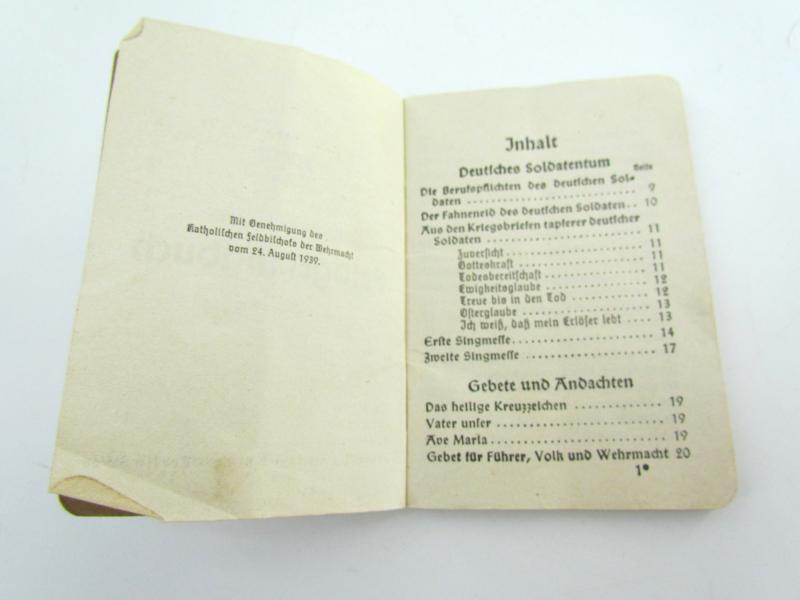 Mit Genehmigung des
Katholischen Feldbischofs der Wehrmacht
vom 24. August 1939.
Inhalt
Deutsches Soldatentum Seite
Die Berufspflichten des deutschen Sol-
daten .................... 9
Der Fahneneid des deutschen Soldaten.. 10
Aus den Kriegsbriefen tapferer deutscher
Soldaten .................... 11
Zuversicht .................... 11
Gotteskraft .................... 11
Todesbereitschaft .................... 11
Ewigkeitsglaube .................... 12
Treue bis in den Tod .................... 12
Osterglaube .................... 13
Ich weiß, daß mein Erlöser lebt .... 13
Erste Singmesse .................... 14
Zweite Singmesse .................... 17
Gebete und Andachten
Das heilige Kreuzzeichen ........... 19
Vater unser .................... 19
Ave Maria .................... 19
Gebet für Führer, Volk und Wehrmacht 20
1*